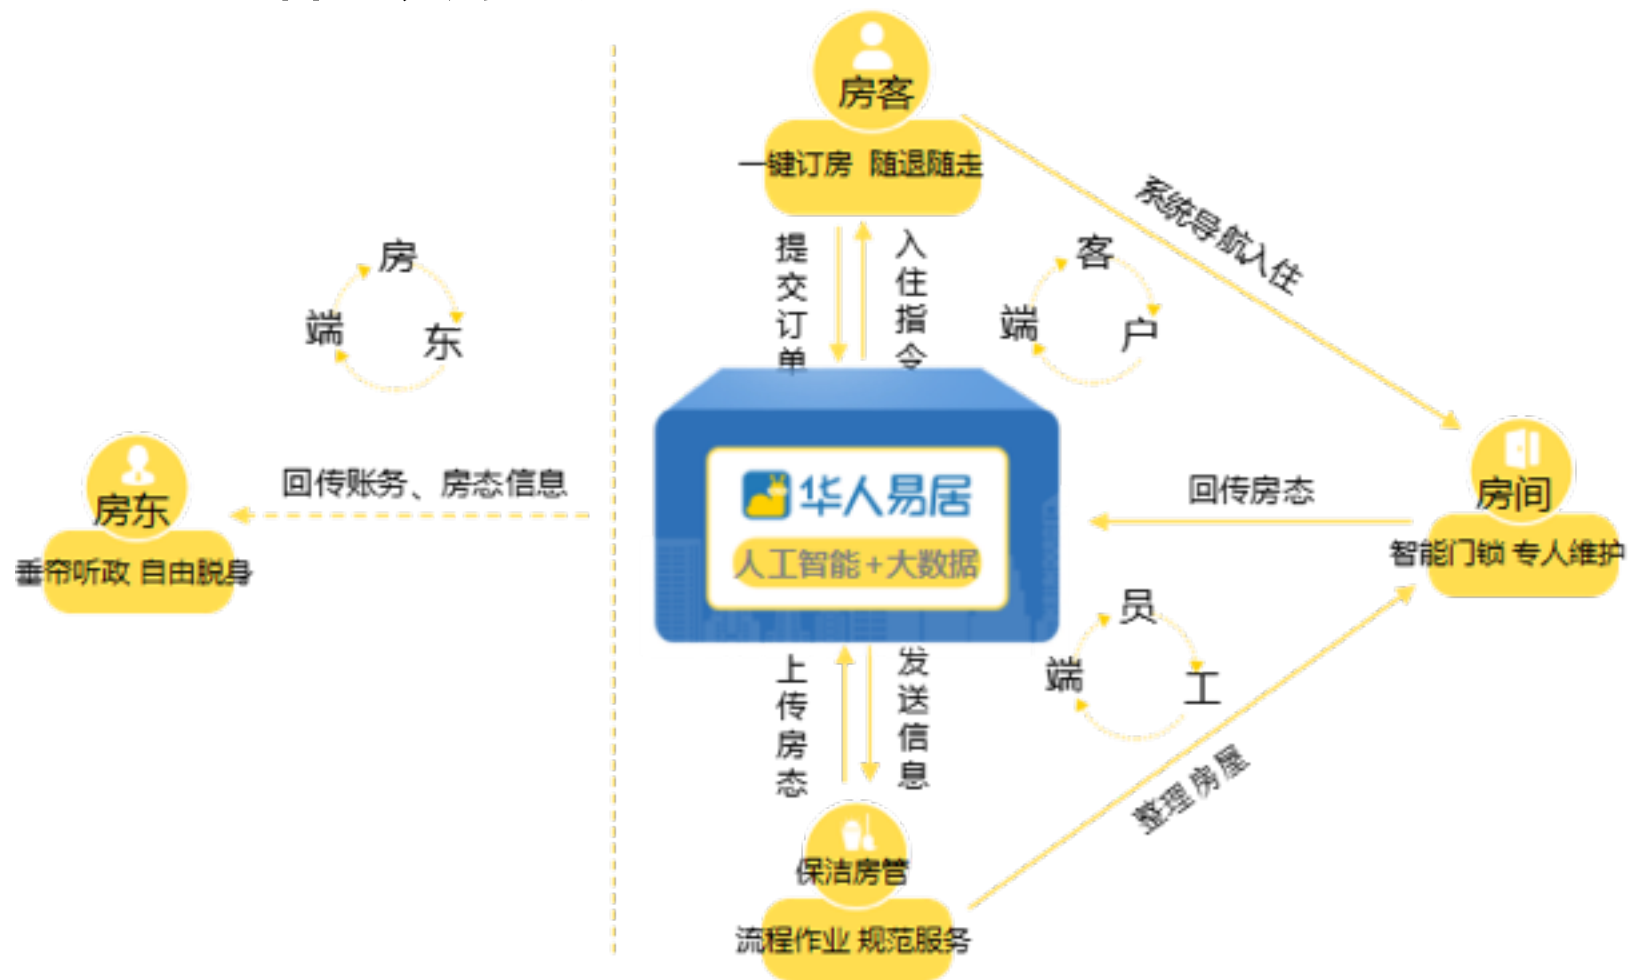 房客
一键订房 随退随走
系统导航入住
提交订单
入住指令
客户端
房东端
房东
垂帘听政 自由脱身
回传账务、房态信息
华人易居
人工智能+大数据
回传房态
房间
智能门锁 专人维护
员工端
上传房态
发送信息
整理房屋
保洁房管
流程作业 规范服务